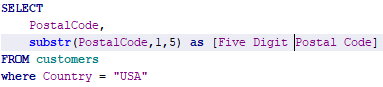 SELECT
PostalCode,
substr(PostalCode,1,5) as [Five Digit Postal Code]
FROM customers
where Country = "USA"